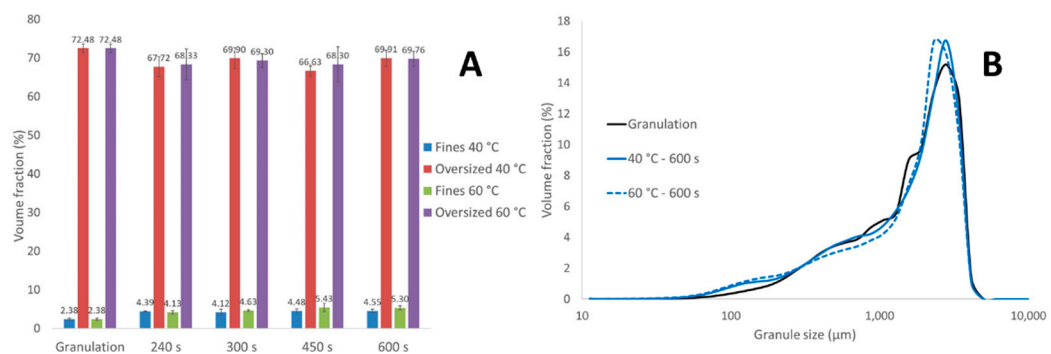 80
70
60
50
40
30
20
10
0
Voume fraction (%)
72.48 72.48
67.72 68.33
69.90 69.30
66.63 68.30
69.91 69.76
2.38 2.38
4.39 4.13
4.12 4.63
4.48 5.43
4.55 5.30
Granulation 240 s 300 s 450 s 600 s
A
Fines 40 °C
Oversized 40 °C
Fines 60 °C
Oversized 60 °C
18
16
14
12
10
8
6
4
2
0
Volume fraction (%)
B
Granulation
40 °C - 600 s
60 °C - 600 s
10 100 1,000 10,000
Granule size (µm)